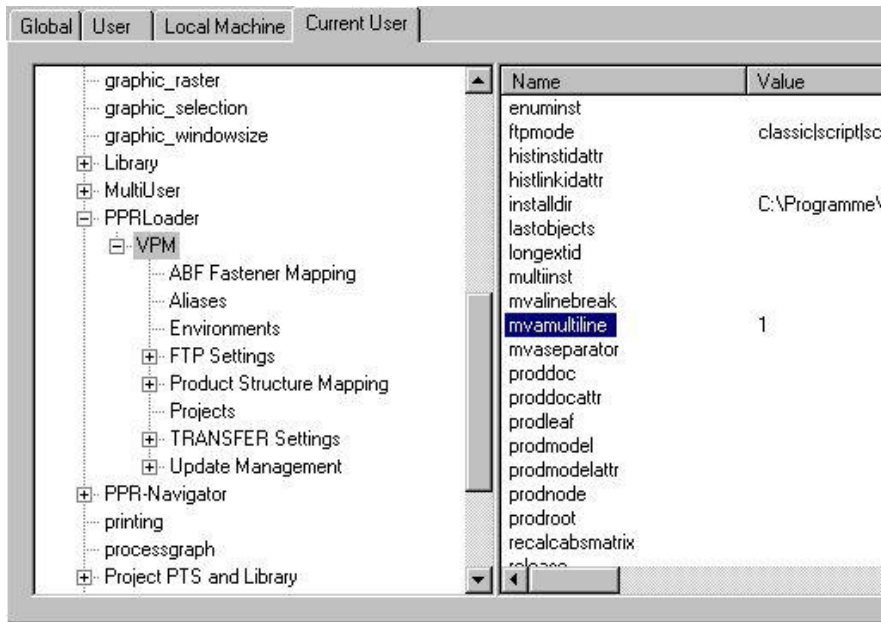 Global User Local Machine Current User
graphic_raster
graphic_selection
graphic_windowsize
Library
MultiUser
PPRLoader
VPM
ABF Fastener Mapping
Aliases
Environments
FTP Settings
Product Structure Mapping
Projects
TRANSFER Settings
Update Management
PPR-Navigator
printing
processgraph
Project PTS and Library
Name Value
enuminst
ftpmode classic|script|sc
histinstidattr
histlinkidattr
installdir C:\Programme\
lastobjects
longextid
multiinst
mvalinebreak
mvamultiline 1
mvaseparator
proddoc
proddocattr
prodleaf
prodmodel
prodmodelattr
prodnode
prodroot
recalcabsmatrix